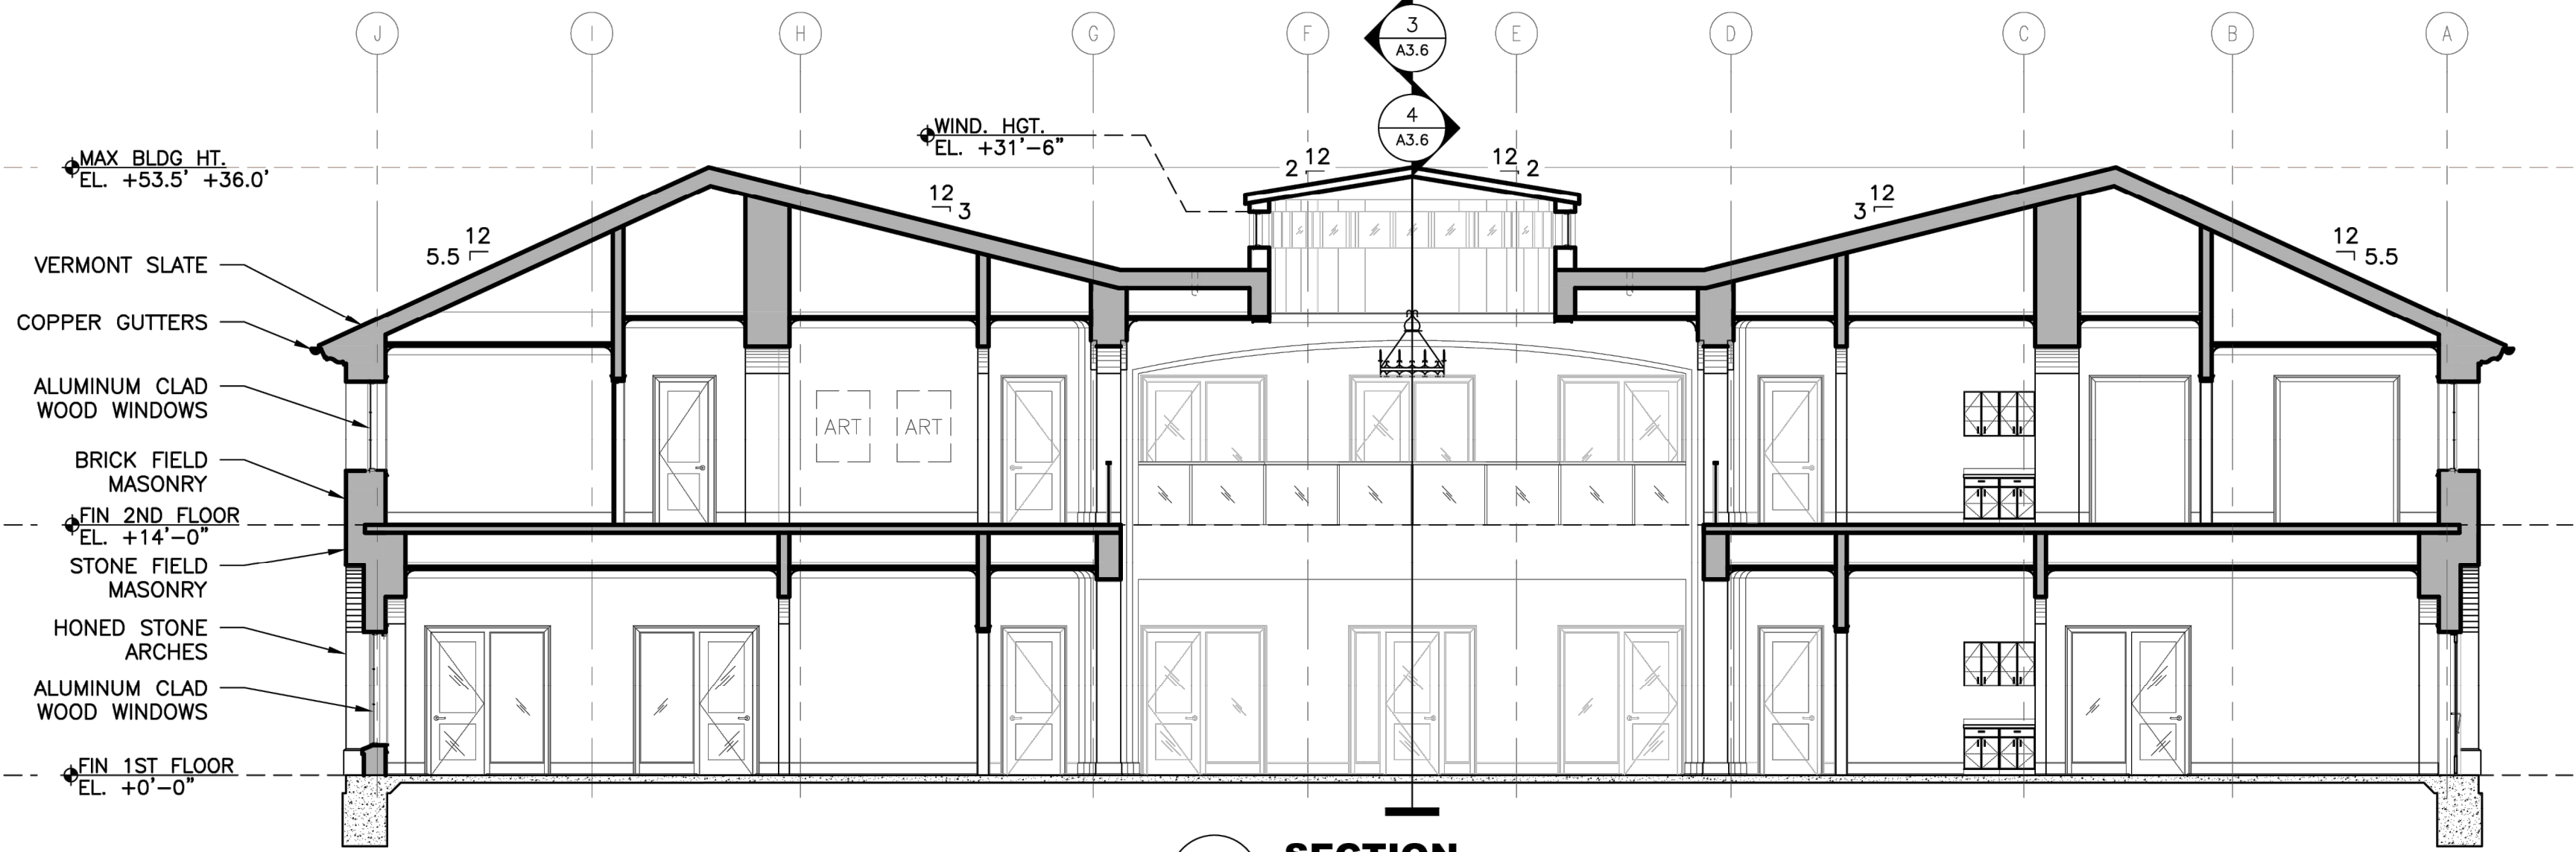 J I H G F E D C B A
3
A3.6
4
A3.6
WIND. HGT.
EL. +31'-6"
MAX BLDG HT.
EL. +53.5' +36.0'
12
2
12
2
12
3
12
3
12
5.5
12
5.5
VERMONT SLATE
COPPER GUTTERS
ALUMINUM CLAD
WOOD WINDOWS
ART ART
BRICK FIELD
MASONRY
FIN 2ND FLOOR
EL. +14'-0"
STONE FIELD
MASONRY
HONED STONE
ARCHES
ALUMINUM CLAD
WOOD WINDOWS
FIN 1ST FLOOR
EL. +0'-0"
SECTION